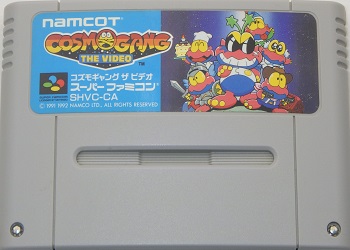 namcot
COSMOGANG
THE VIDEO
TM
コズモギャング ザ ビデオ
スーパーファミコン
SHVC-CA
© 1991 1992 NAMCO LTD., ALL RIGHTS RESERVED